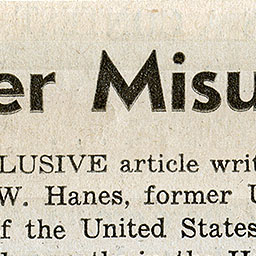 er Misu
LUSIVE article writ
W. Hanes, former U
f the United States